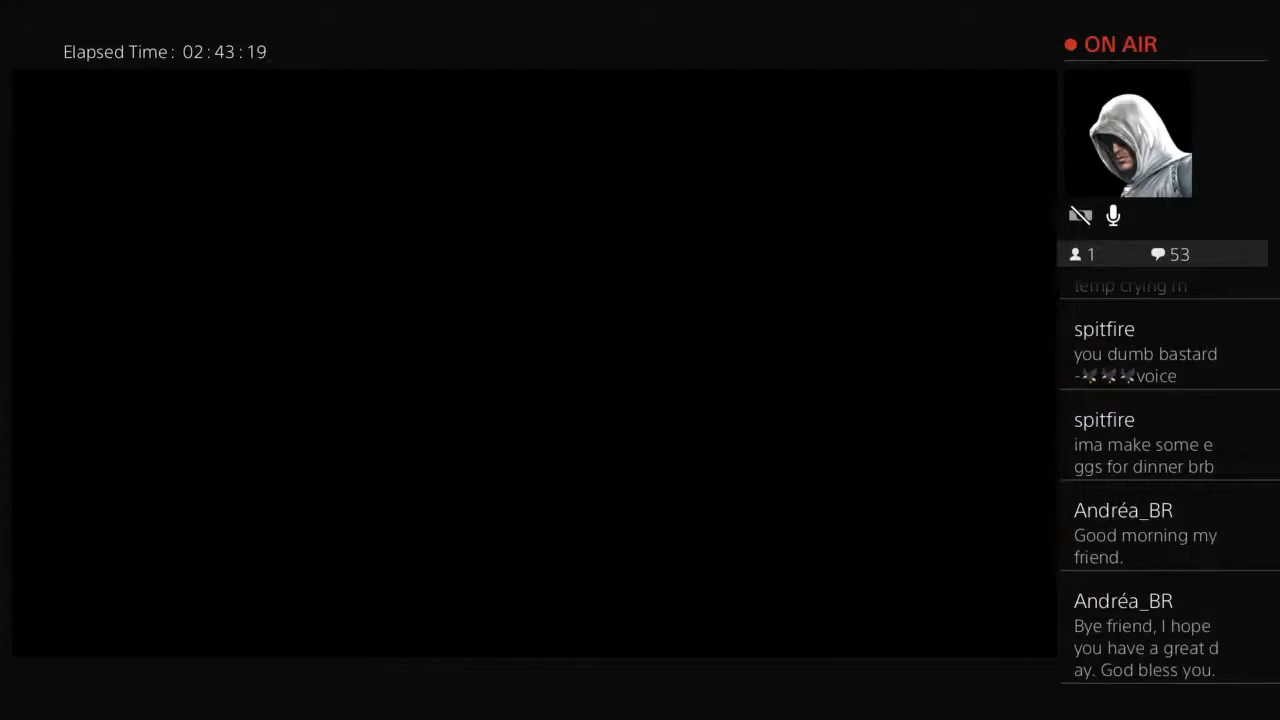 Elapsed Time: 02:43:19
ON AIR
1 53
temp crying m
spitfire
you dumb bastard
-🦅🦅🦅voice
spitfire
ima make some e
ggs for dinner brb
Andréa_BR
Good morning my
friend.
Andréa_BR
Bye friend, I hope
you have a great d
ay. God bless you.